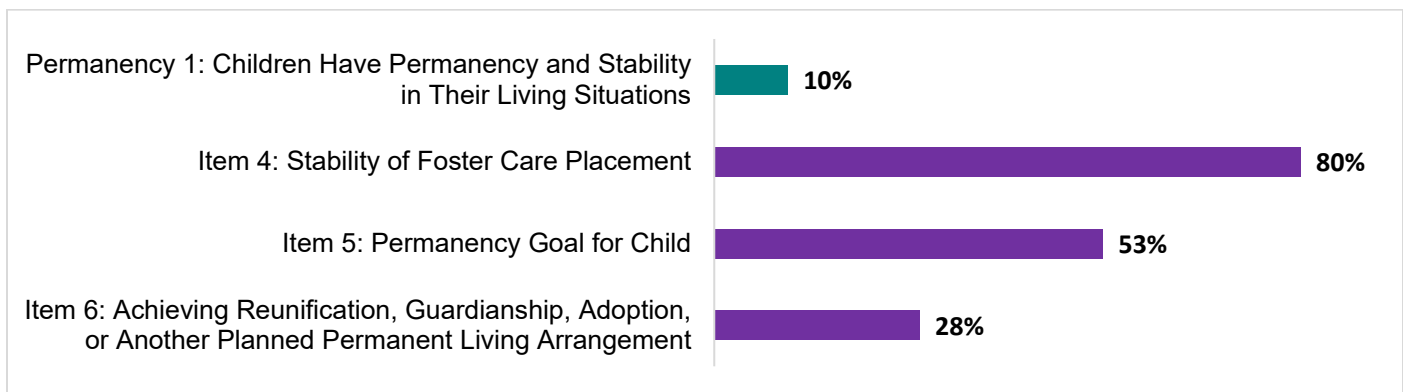 Permanency 1: Children Have Permanency and Stability
in Their Living Situations
10%
Item 4: Stability of Foster Care Placement
80%
Item 5: Permanency Goal for Child
53%
Item 6: Achieving Reunification, Guardianship, Adoption,
or Another Planned Permanent Living Arrangement
28%